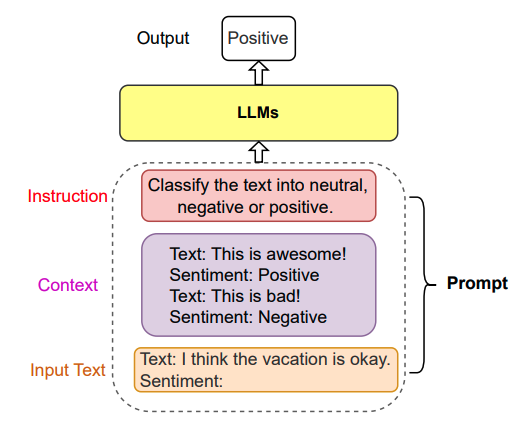 Output
Positive
LLMs
Instruction
Classify the text into neutral,
negative or positive.
Context
Text: This is awesome!
Sentiment: Positive
Text: This is bad!
Sentiment: Negative
Prompt
Input Text
Text: I think the vacation is okay.
Sentiment: